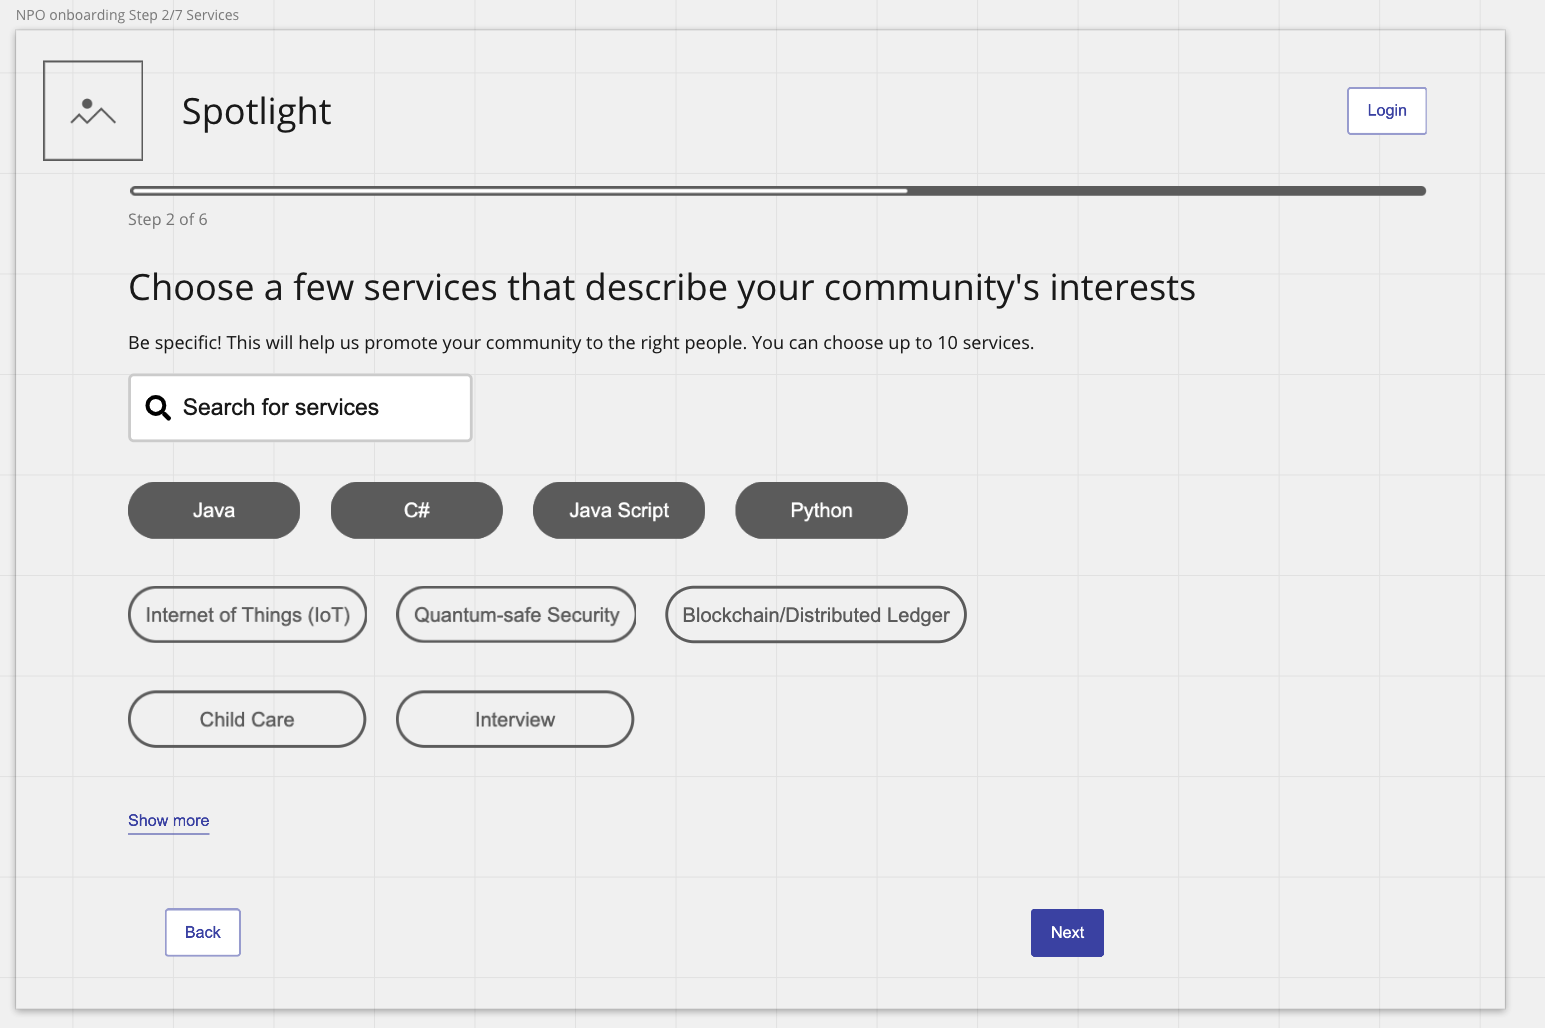 NPO onboarding Step 2/7 Services
Spotlight
Login
Step 2 of 6
Choose a few services that describe your community's interests
Be specific! This will help us promote your community to the right people. You can choose up to 10 services.
Search for services
Java
C#
Java Script
Python
Internet of Things (IoT)
Quantum-safe Security
Blockchain/Distributed Ledger
Child Care
Interview
Show more
Back
Next